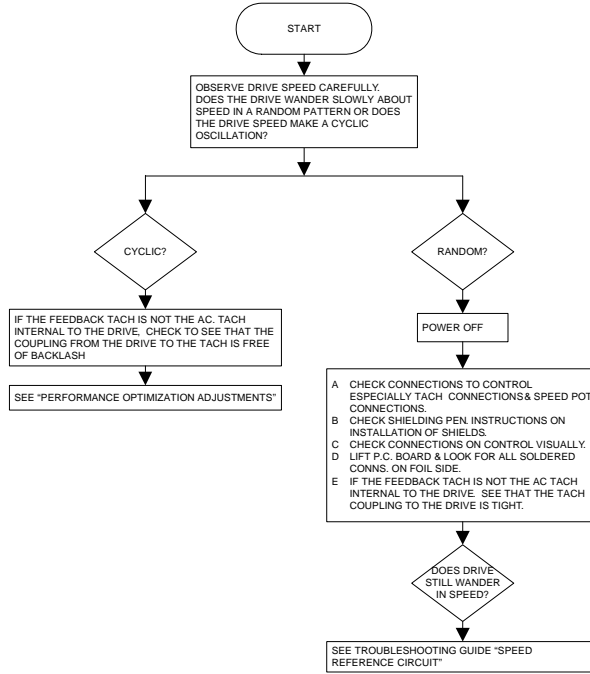 START
OBSERVE DRIVE SPEED CAREFULLY.
DOES THE DRIVE WANDER SLOWLY ABOUT
SPEED IN A RANDOM PATTERN OR DOES
THE DRIVE SPEED MAKE A CYCLIC
OSCILLATION?
CYCLIC?
IF THE FEEDBACK TACH IS NOT THE AC. TACH
INTERNAL TO THE DRIVE, CHECK TO SEE THAT THE
COUPLING FROM THE DRIVE TO THE TACH IS FREE
OF BACKLASH
SEE "PERFORMANCE OPTIMIZATION ADJUSTMENTS"
RANDOM?
POWER OFF
A CHECK CONNECTIONS TO CONTROL
ESPECIALLY TACH CONNECTIONS & SPEED POT
CONNECTIONS.
B CHECK SHIELDING PEN. INSTRUCTIONS ON
INSTALLATION OF SHIELDS.
C CHECK CONNECTIONS ON CONTROL VISUALLY.
D LIFT P.C. BOARD & LOOK FOR ALL SOLDERED
CONNS. ON FOIL SIDE.
E IF THE FEEDBACK TACH IS NOT THE AC TACH
INTERNAL TO THE DRIVE. SEE THAT THE TACH
COUPLING TO THE DRIVE IS TIGHT.
DOES DRIVE
STILL WANDER
IN SPEED?
SEE TROUBLESHOOTING GUIDE "SPEED
REFERENCE CIRCUIT"